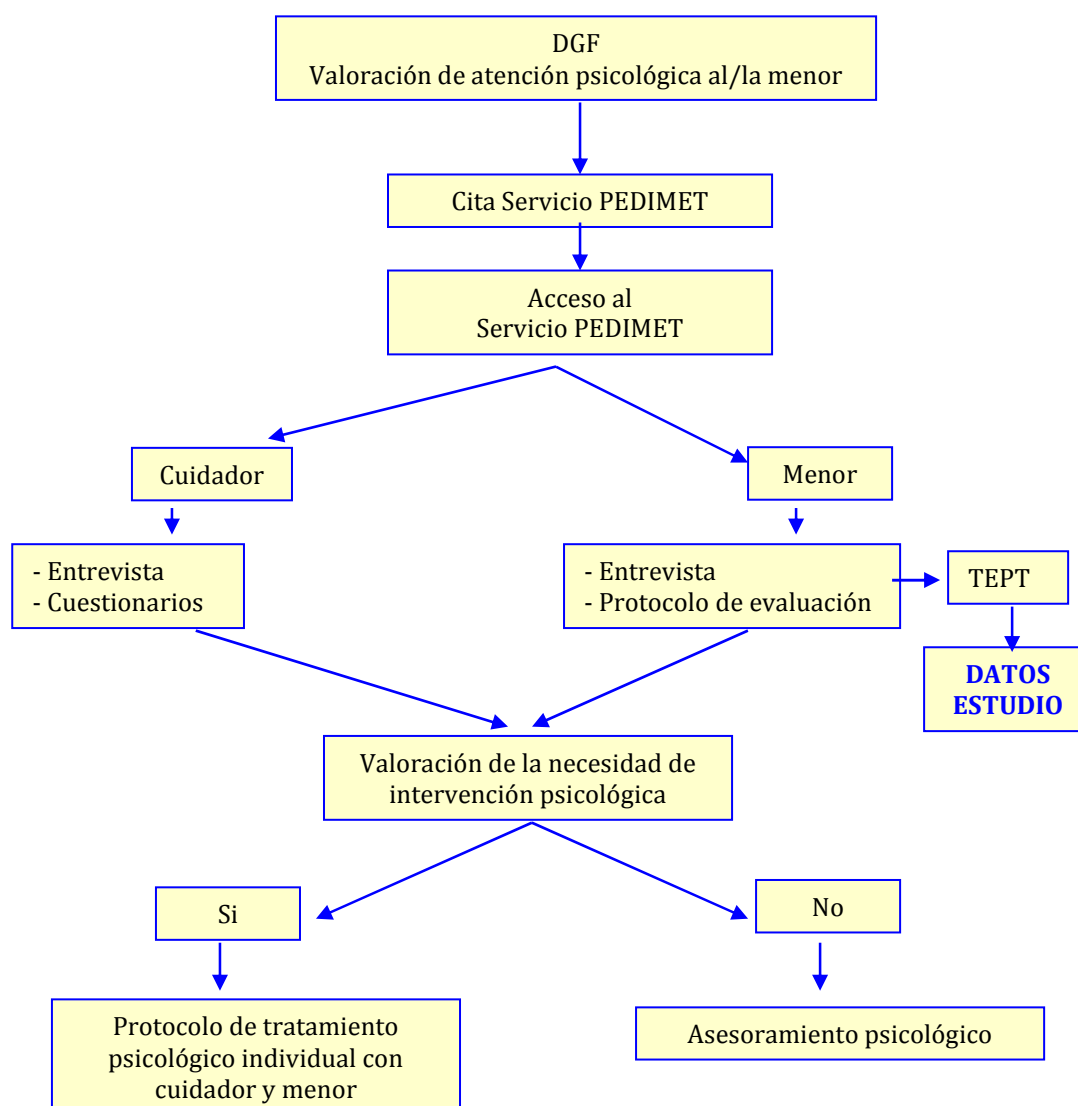 DGF
Valoración de atención psicológica al/la menor
Cita Servicio PEDIMET
Acceso al
Servicio PEDIMET
Cuidador
Menor
- Entrevista
- Cuestionarios
- Entrevista
- Protocolo de evaluación
TEPT
DATOS
ESTUDIO
Valoración de la necesidad de
intervención psicológica
Si
No
Protocolo de tratamiento
psicológico individual con
cuidador y menor
Asesoramiento psicológico